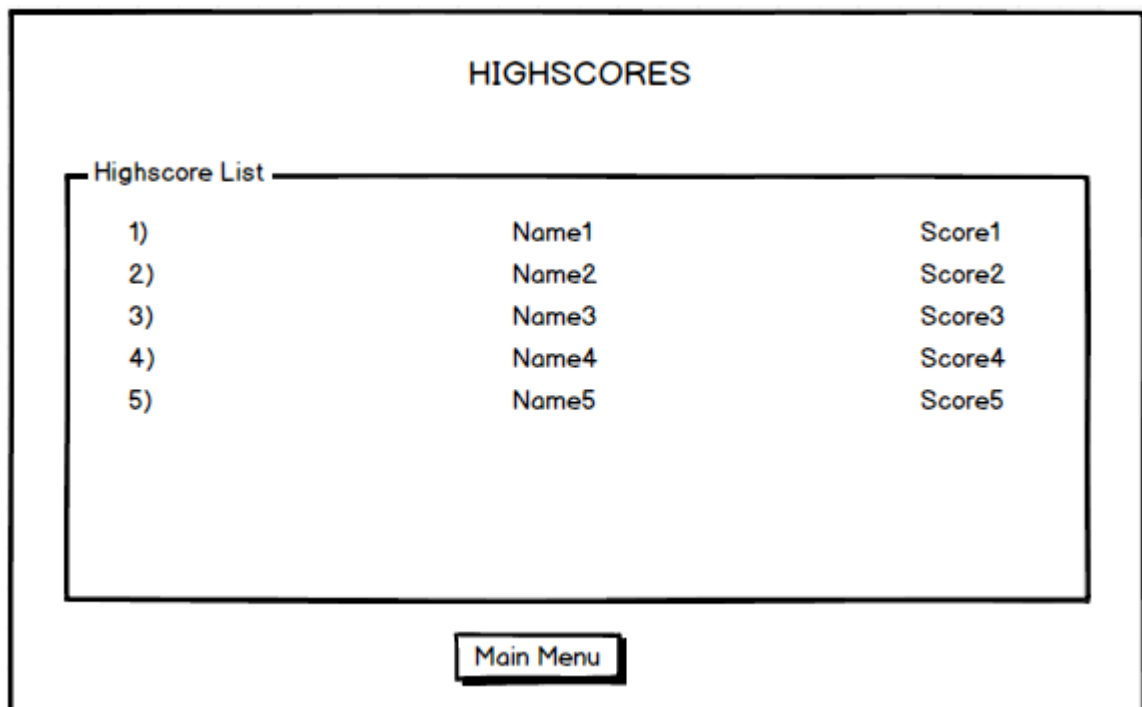 HIGHSCORES
Highscore List
1) Name1 Score1
2) Name2 Score2
3) Name3 Score3
4) Name4 Score4
5) Name5 Score5
Main Menu